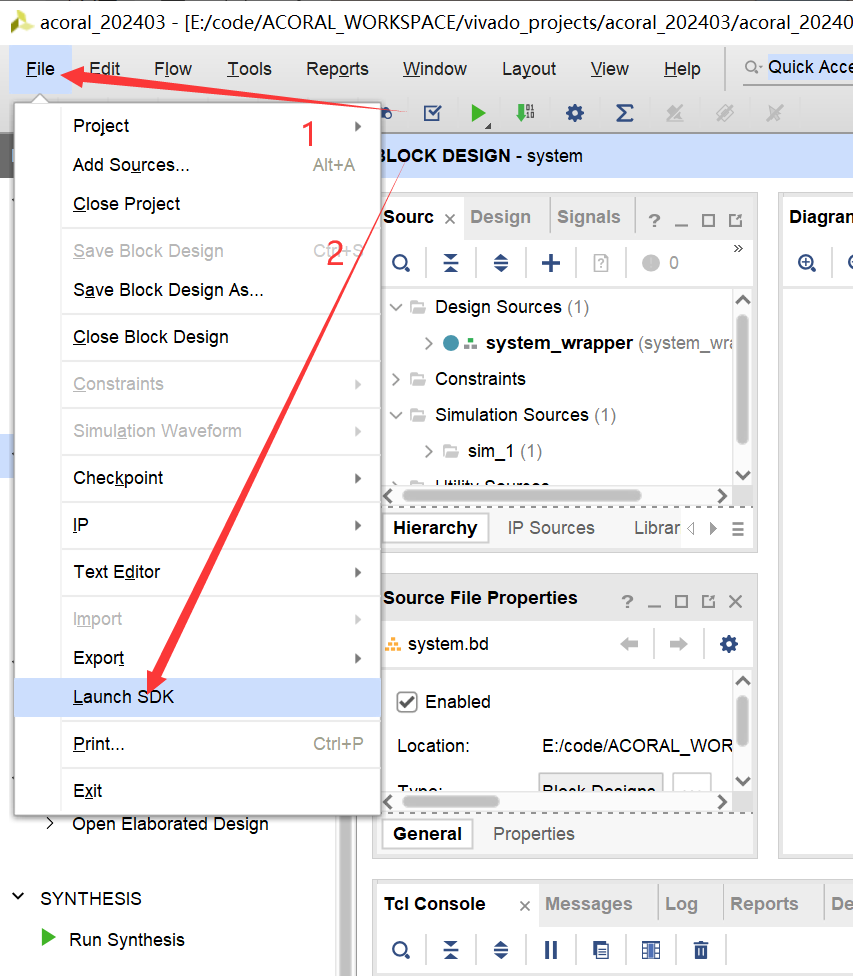 acoral_202403 - [E:/code/ACORAL_WORKSPACE/vivado_projects/acoral_202403/acoral_20240
File Edit Flow Tools Reports Window Layout View Help Quick Acce
1
Project
Add Sources... Alt+A
Close Project
Save Block Design Ctrl+S
2
Save Block Design As...
Close Block Design
Constraints
Simulation Waveform
Checkpoint
IP
Text Editor
Import
Export
Launch SDK
Print... Ctrl+P
Exit
Open Elaborated Design
SYNTHESIS
Run Synthesis
BLOCK DESIGN - system
Sourc Design Signals
0
Design Sources (1)
system_wrapper (system_wra
Constraints
Simulation Sources (1)
sim_1 (1)
Utility Sources
Hierarchy IP Sources Librar
Source File Properties
system.bd
Enabled
Location: E:/code/ACORAL_WOR
Type: Block Designs
General Properties
Diagran
Tcl Console Messages Log Reports De